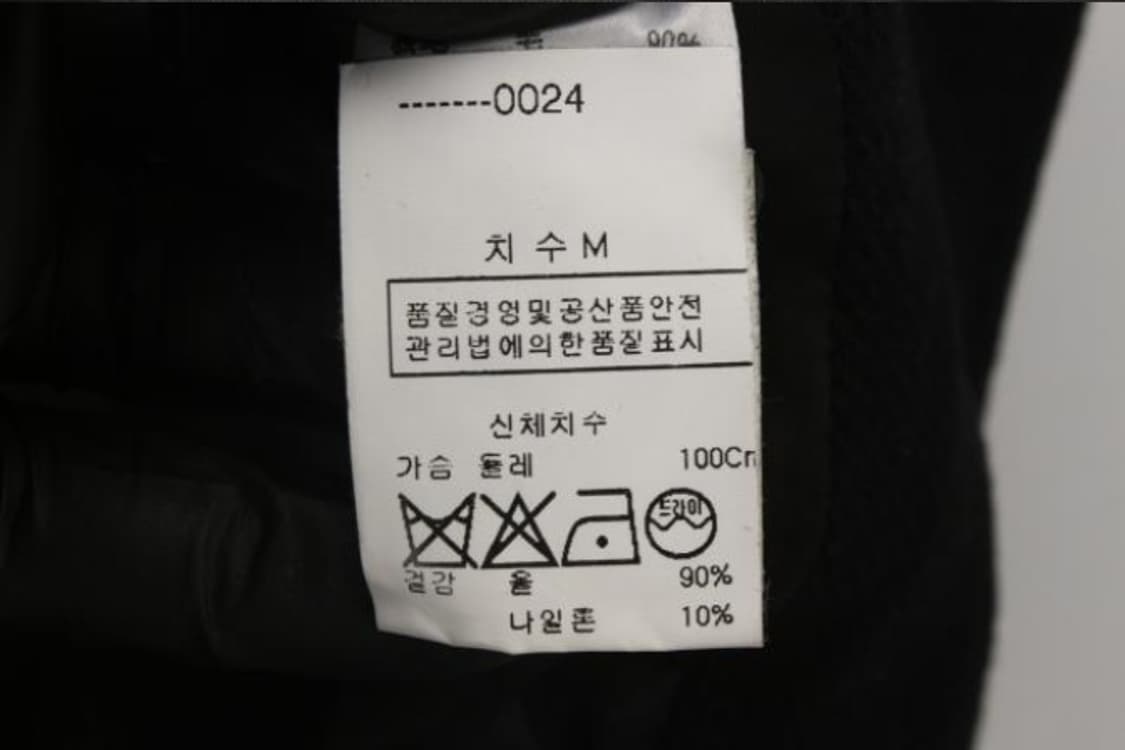 90%
-------0024
치 수 M
품질경영및공산품안전
관리법에의한품질표시
신체치수
가슴 둘레 100Cm
드라이
겉감 울 90%
나일론 10%